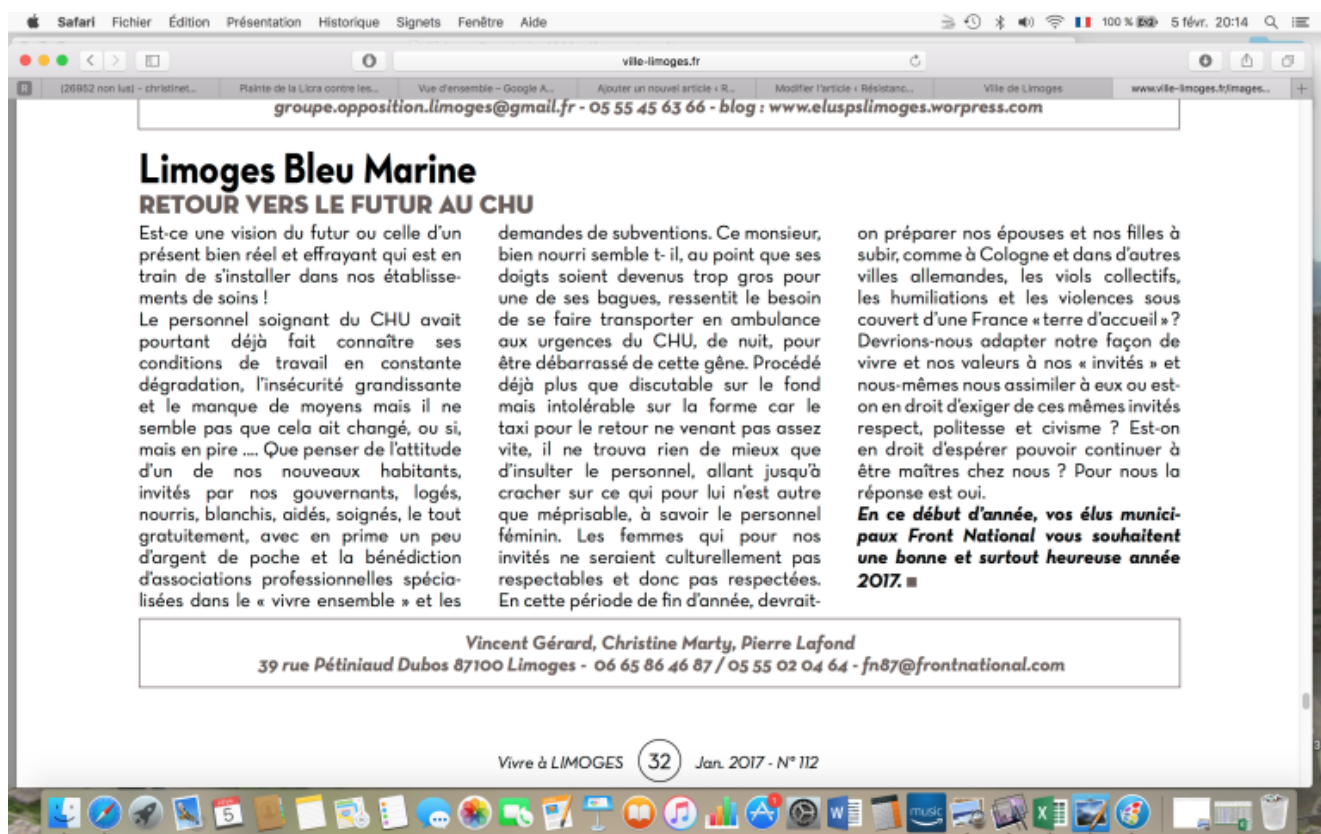 Safari Fichier Édition Présentation Historique Signets Fenêtre Aide 100 % 5 févr. 20:14
ville-limoges.fr
(26952 non lus) - christinet... Plainte de la Licra contre les... Vue d'ensemble – Google A... Ajouter un nouvel article ‹ R... Modifier l'article ‹ Résistanc... Ville de Limoges www.ville-limoges.fr/images...
groupe.opposition.limoges@gmail.fr - 05 55 45 63 66 - blog : www.eluspslimoges.worpress.com
Limoges Bleu Marine
RETOUR VERS LE FUTUR AU CHU
Est-ce une vision du futur ou celle d'un
présent bien réel et effrayant qui est en
train de s'installer dans nos établisse-
ments de soins !
Le personnel soignant du CHU avait
pourtant déjà fait connaître ses
conditions de travail en constante
dégradation, l'insécurité grandissante
et le manque de moyens mais il ne
semble pas que cela ait changé, ou si,
mais en pire .... Que penser de l'attitude
d'un de nos nouveaux habitants,
invités par nos gouvernants, logés,
nourris, blanchis, aidés, soignés, le tout
gratuitement, avec en prime un peu
d'argent de poche et la bénédiction
d'associations professionnelles spécia-
lisées dans le « vivre ensemble » et les
demandes de subventions. Ce monsieur,
bien nourri semble t- il, au point que ses
doigts soient devenus trop gros pour
une de ses bagues, ressentit le besoin
de se faire transporter en ambulance
aux urgences du CHU, de nuit, pour
être débarrassé de cette gêne. Procédé
déjà plus que discutable sur le fond
mais intolérable sur la forme car le
taxi pour le retour ne venant pas assez
vite, il ne trouva rien de mieux que
d'insulter le personnel, allant jusqu'à
cracher sur ce qui pour lui n'est autre
que méprisable, à savoir le personnel
féminin. Les femmes qui pour nos
invités ne seraient culturellement pas
respectables et donc pas respectées.
En cette période de fin d'année, devrait-
on préparer nos épouses et nos filles à
subir, comme à Cologne et dans d'autres
villes allemandes, les viols collectifs,
les humiliations et les violences sous
couvert d'une France « terre d'accueil » ?
Devrions-nous adapter notre façon de
vivre et nos valeurs à nos « invités » et
nous-mêmes nous assimiler à eux ou est-
on en droit d'exiger de ces mêmes invités
respect, politesse et civisme ? Est-on
en droit d'espérer pouvoir continuer à
être maîtres chez nous ? Pour nous la
réponse est oui.
En ce début d'année, vos élus munici-
paux Front National vous souhaitent
une bonne et surtout heureuse année
2017.
Vincent Gérard, Christine Marty, Pierre Lafond
39 rue Pétiniaud Dubos 87100 Limoges - 06 65 86 46 87 / 05 55 02 04 64 - fn87@frontnational.com
Vivre à LIMOGES 32 Jan. 2017 - N° 112
5
music